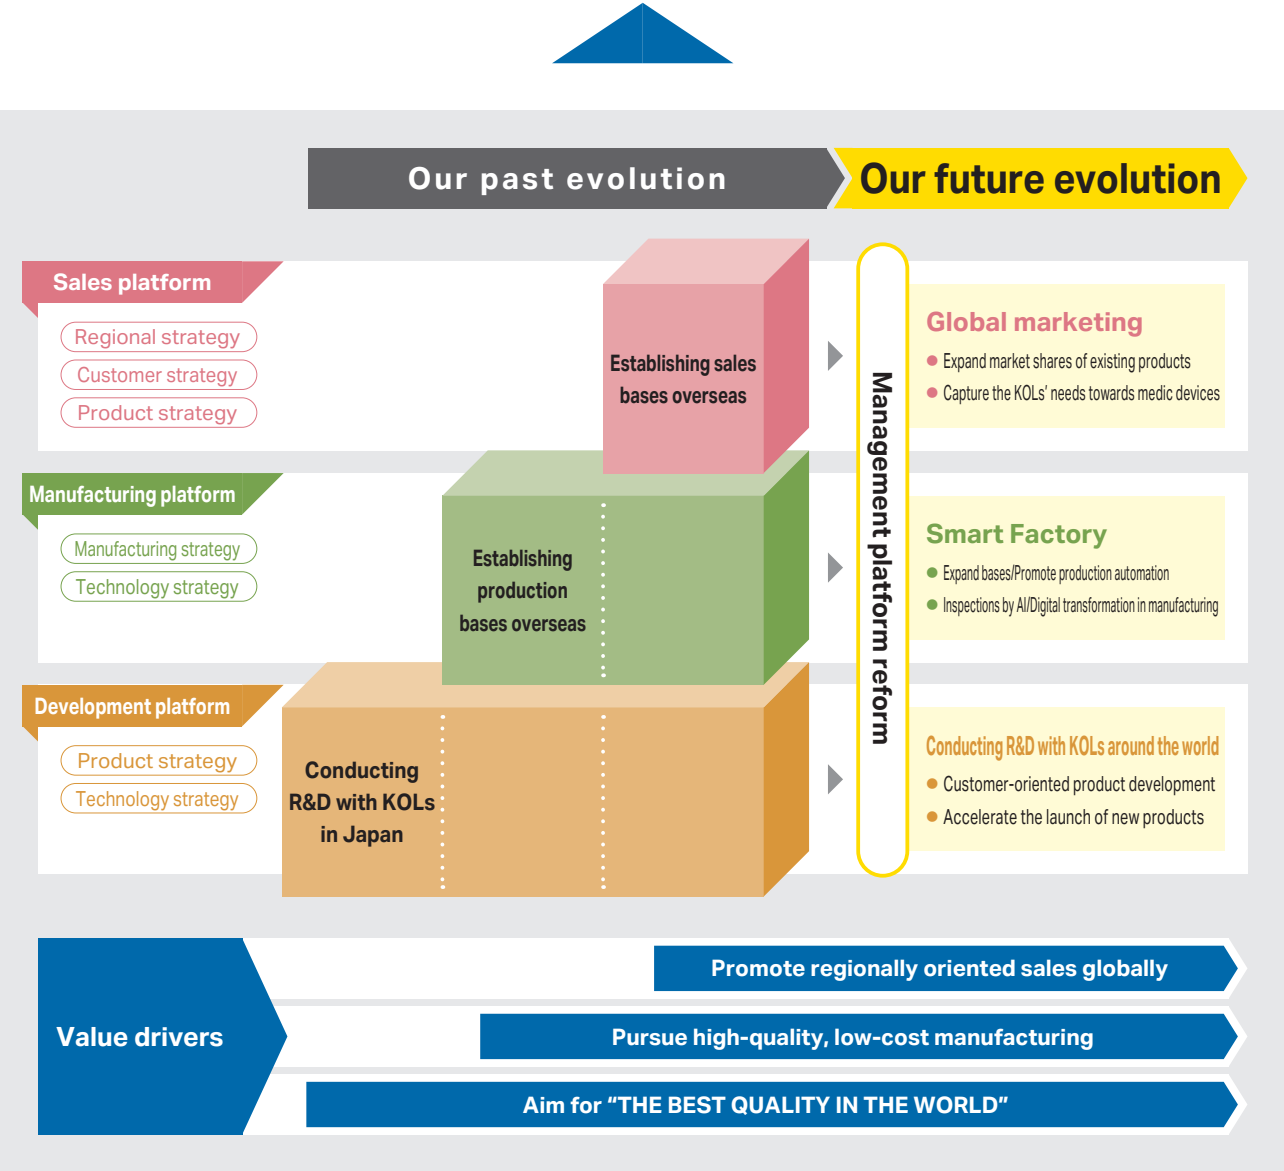 Our past evolution
Our future evolution
Sales platform
Regional strategy
Customer strategy
Product strategy
Establishing sales
bases overseas
Global marketing
● Expand market shares of existing products
● Capture the KOLs’ needs towards medic devices
Management platform reform
Manufacturing platform
Manufacturing strategy
Technology strategy
Establishing
production
bases overseas
Smart Factory
● Expand bases/Promote production automation
● Inspections by AI/Digital transformation in manufacturing
Development platform
Product strategy
Technology strategy
Conducting
R&D with KOLs
in Japan
Conducting R&D with KOLs around the world
● Customer-oriented product development
● Accelerate the launch of new products
Value drivers
Promote regionally oriented sales globally
Pursue high-quality, low-cost manufacturing
Aim for “THE BEST QUALITY IN THE WORLD”